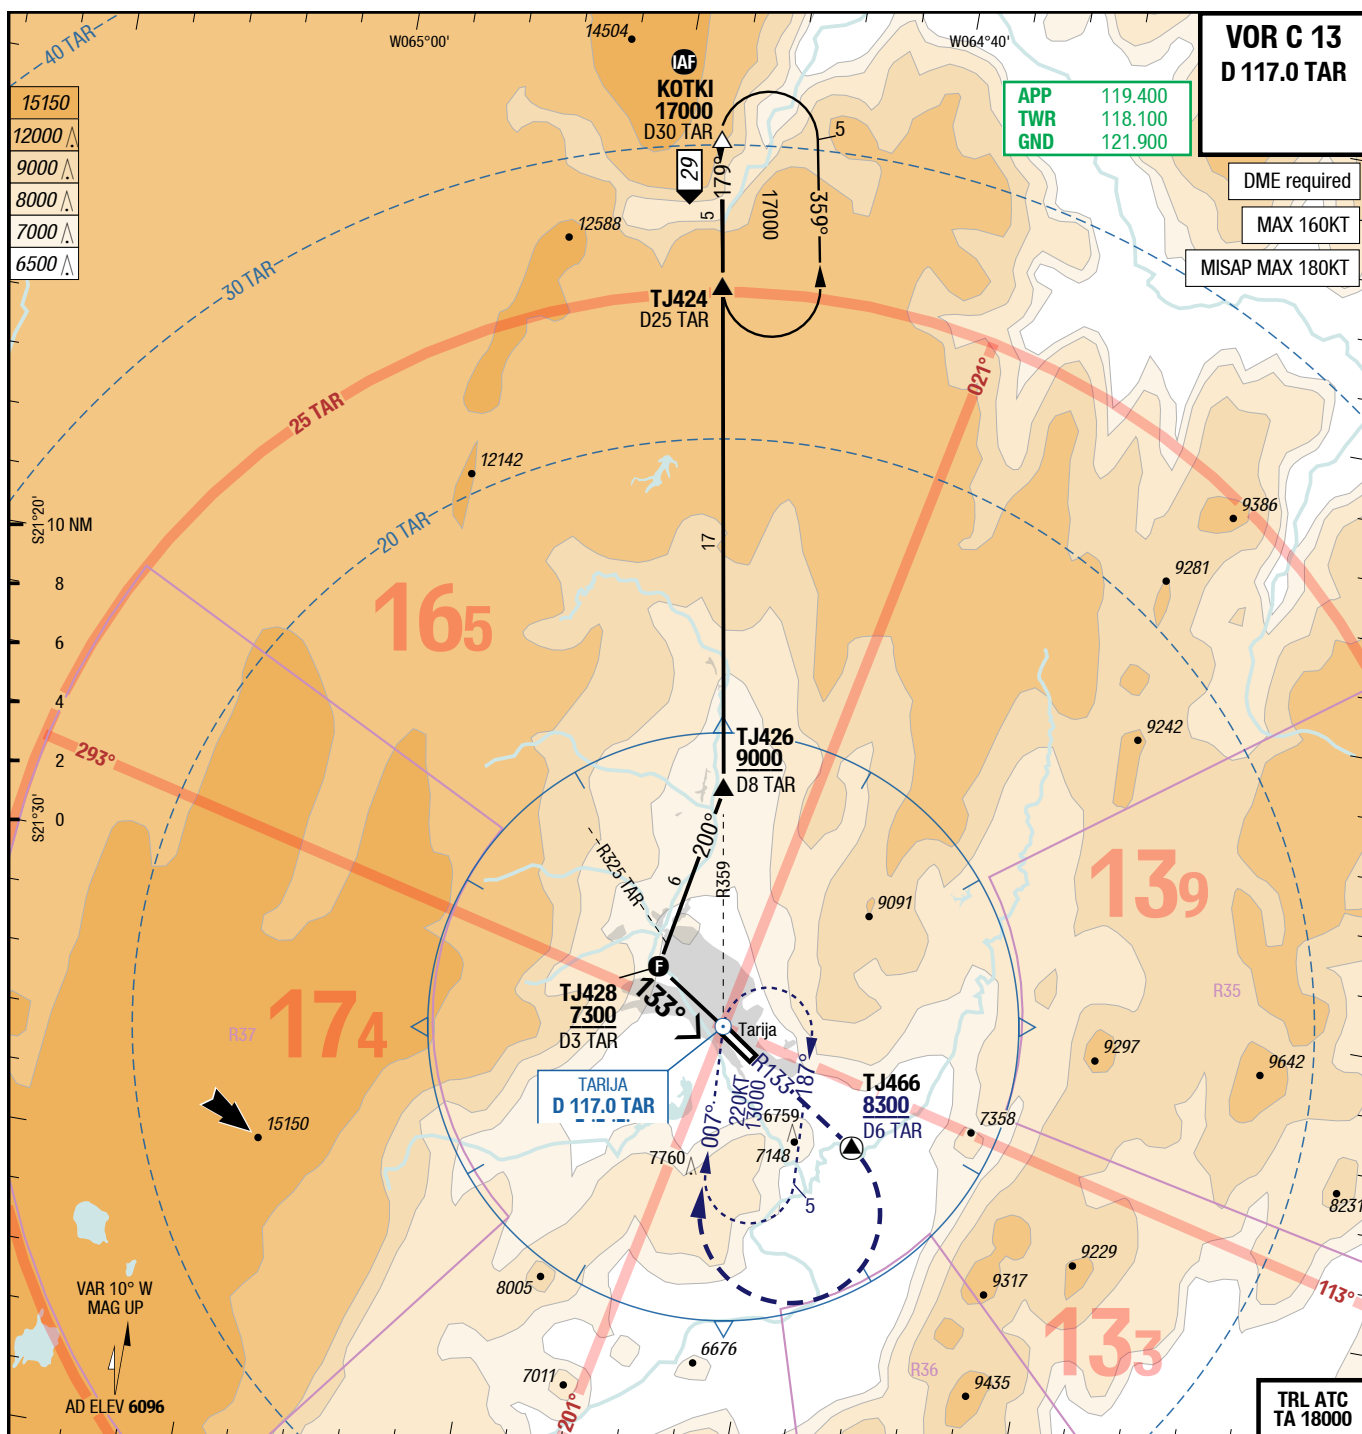 40 TAR
14504
W065°00'
W064°40'
VOR C 13
D 117.0 TAR
IAF
KOTKI
17000
D30 TAR
APP 119.400
TWR 118.100
GND 121.900
15150
12000
9000
8000
7000
6500
DME required
MAX 160KT
MISAP MAX 180KT
29
179°
5
5
17000
359°
12588
30 TAR
TJ424
D25 TAR
25 TAR
021°
12142
20 TAR
17
9386
9281
S21°20'
10 NM
8
6
4
2
0
S21°30'
165
293°
TJ426
9000
D8 TAR
9242
200°
6
R325 TAR
R359
9091
139
R35
TJ428
7300
D3 TAR
F
133°
Tarija
R37
174
15150
TARIJA
D 117.0 TAR
R133
187°
007°
220KT
13000
6759
7148
7760
5
TJ466
8300
D6 TAR
9297
9642
7358
8231
113°
9229
9317
133
R36
9435
8005
6676
7011
201°
VAR 10° W
MAG UP
AD ELEV 6096
TRL ATC
TA 18000